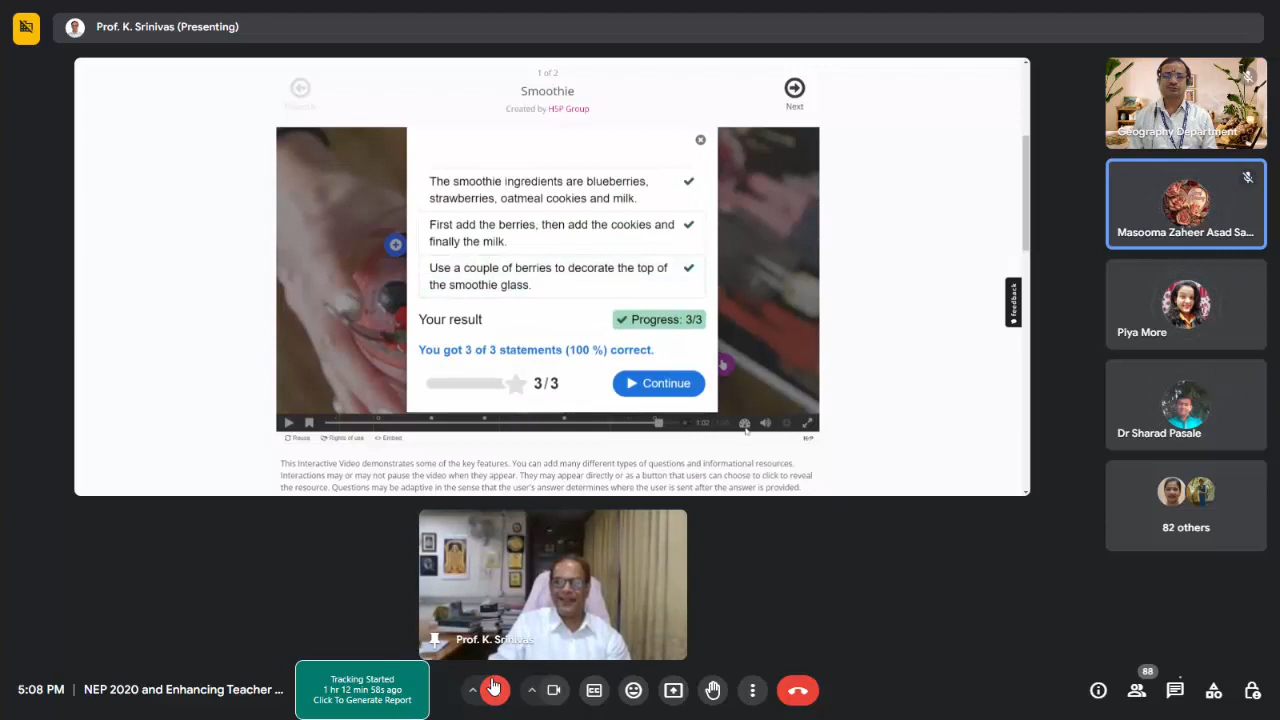 Prof. K. Srinivas (Presenting)
1 of 2
Smoothie
Created by H5P Group
Next
The smoothie ingredients are blueberries,
strawberries, oatmeal cookies and milk.
First add the berries, then add the cookies and
finally the milk.
Use a couple of berries to decorate the top of
the smoothie glass.
Your result
Progress: 3/3
You got 3 of 3 statements (100 %) correct.
3/3
Continue
1:02
Reuse
Rights of use
<> Embed
H5P
This Interactive Video demonstrates some of the key features. You can add many different types of questions and informational resources.
Interactions may or may not pause the video when they appear. They may appear directly or as a button that users can choose to click to reveal
the resource. Questions may be adaptive in the sense that the user's answer determines where the user is sent after the answer is provided.
Feedback
Geography Department
Masooma Zaheer Asad Sa...
Piya More
Dr Sharad Pasale
82 others
Prof. K. Srinivas
5:08 PM
NEP 2020 and Enhancing Teacher ...
Tracking Started
1 hr 12 min 58s ago
Click To Generate Report
CC
88